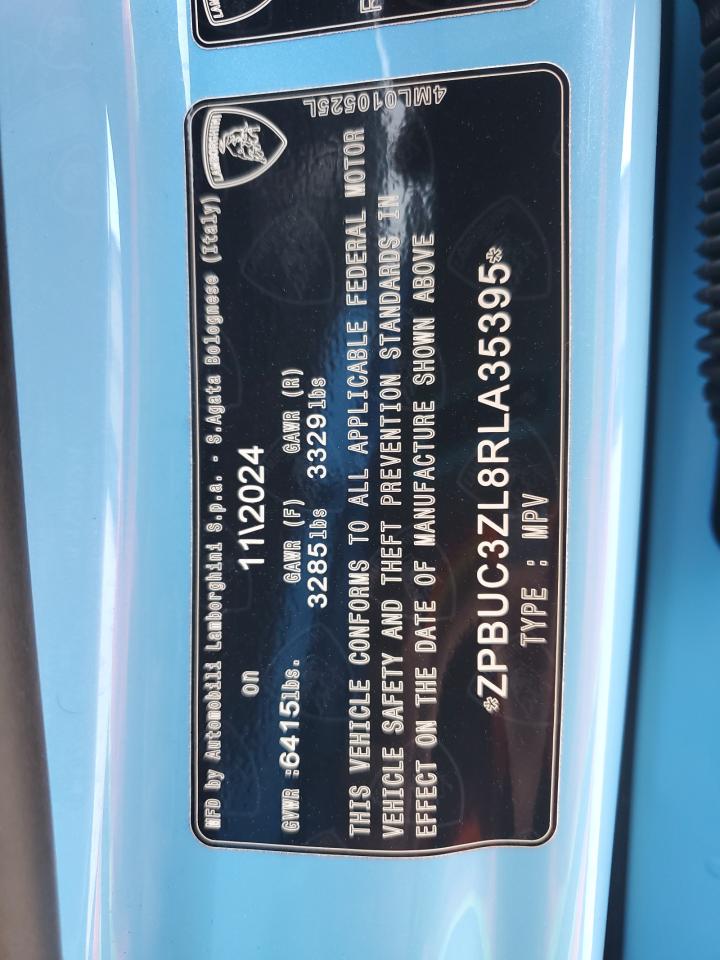 LAMBORGHINI
4ML010525L
MFD by Automobili Lamborghini S.p.a. - S.Agata Bolognese (Italy)
on 11\2024
GVWR :6415lbs. GAWR (F) GAWR (R)
3285lbs 3329lbs
THIS VEHICLE CONFORMS TO ALL APPLICABLE FEDERAL MOTOR
VEHICLE SAFETY AND THEFT PREVENTION STANDARDS IN
EFFECT ON THE DATE OF MANUFACTURE SHOWN ABOVE
*ZPBUC3ZL8RLA35395*
TYPE : MPV